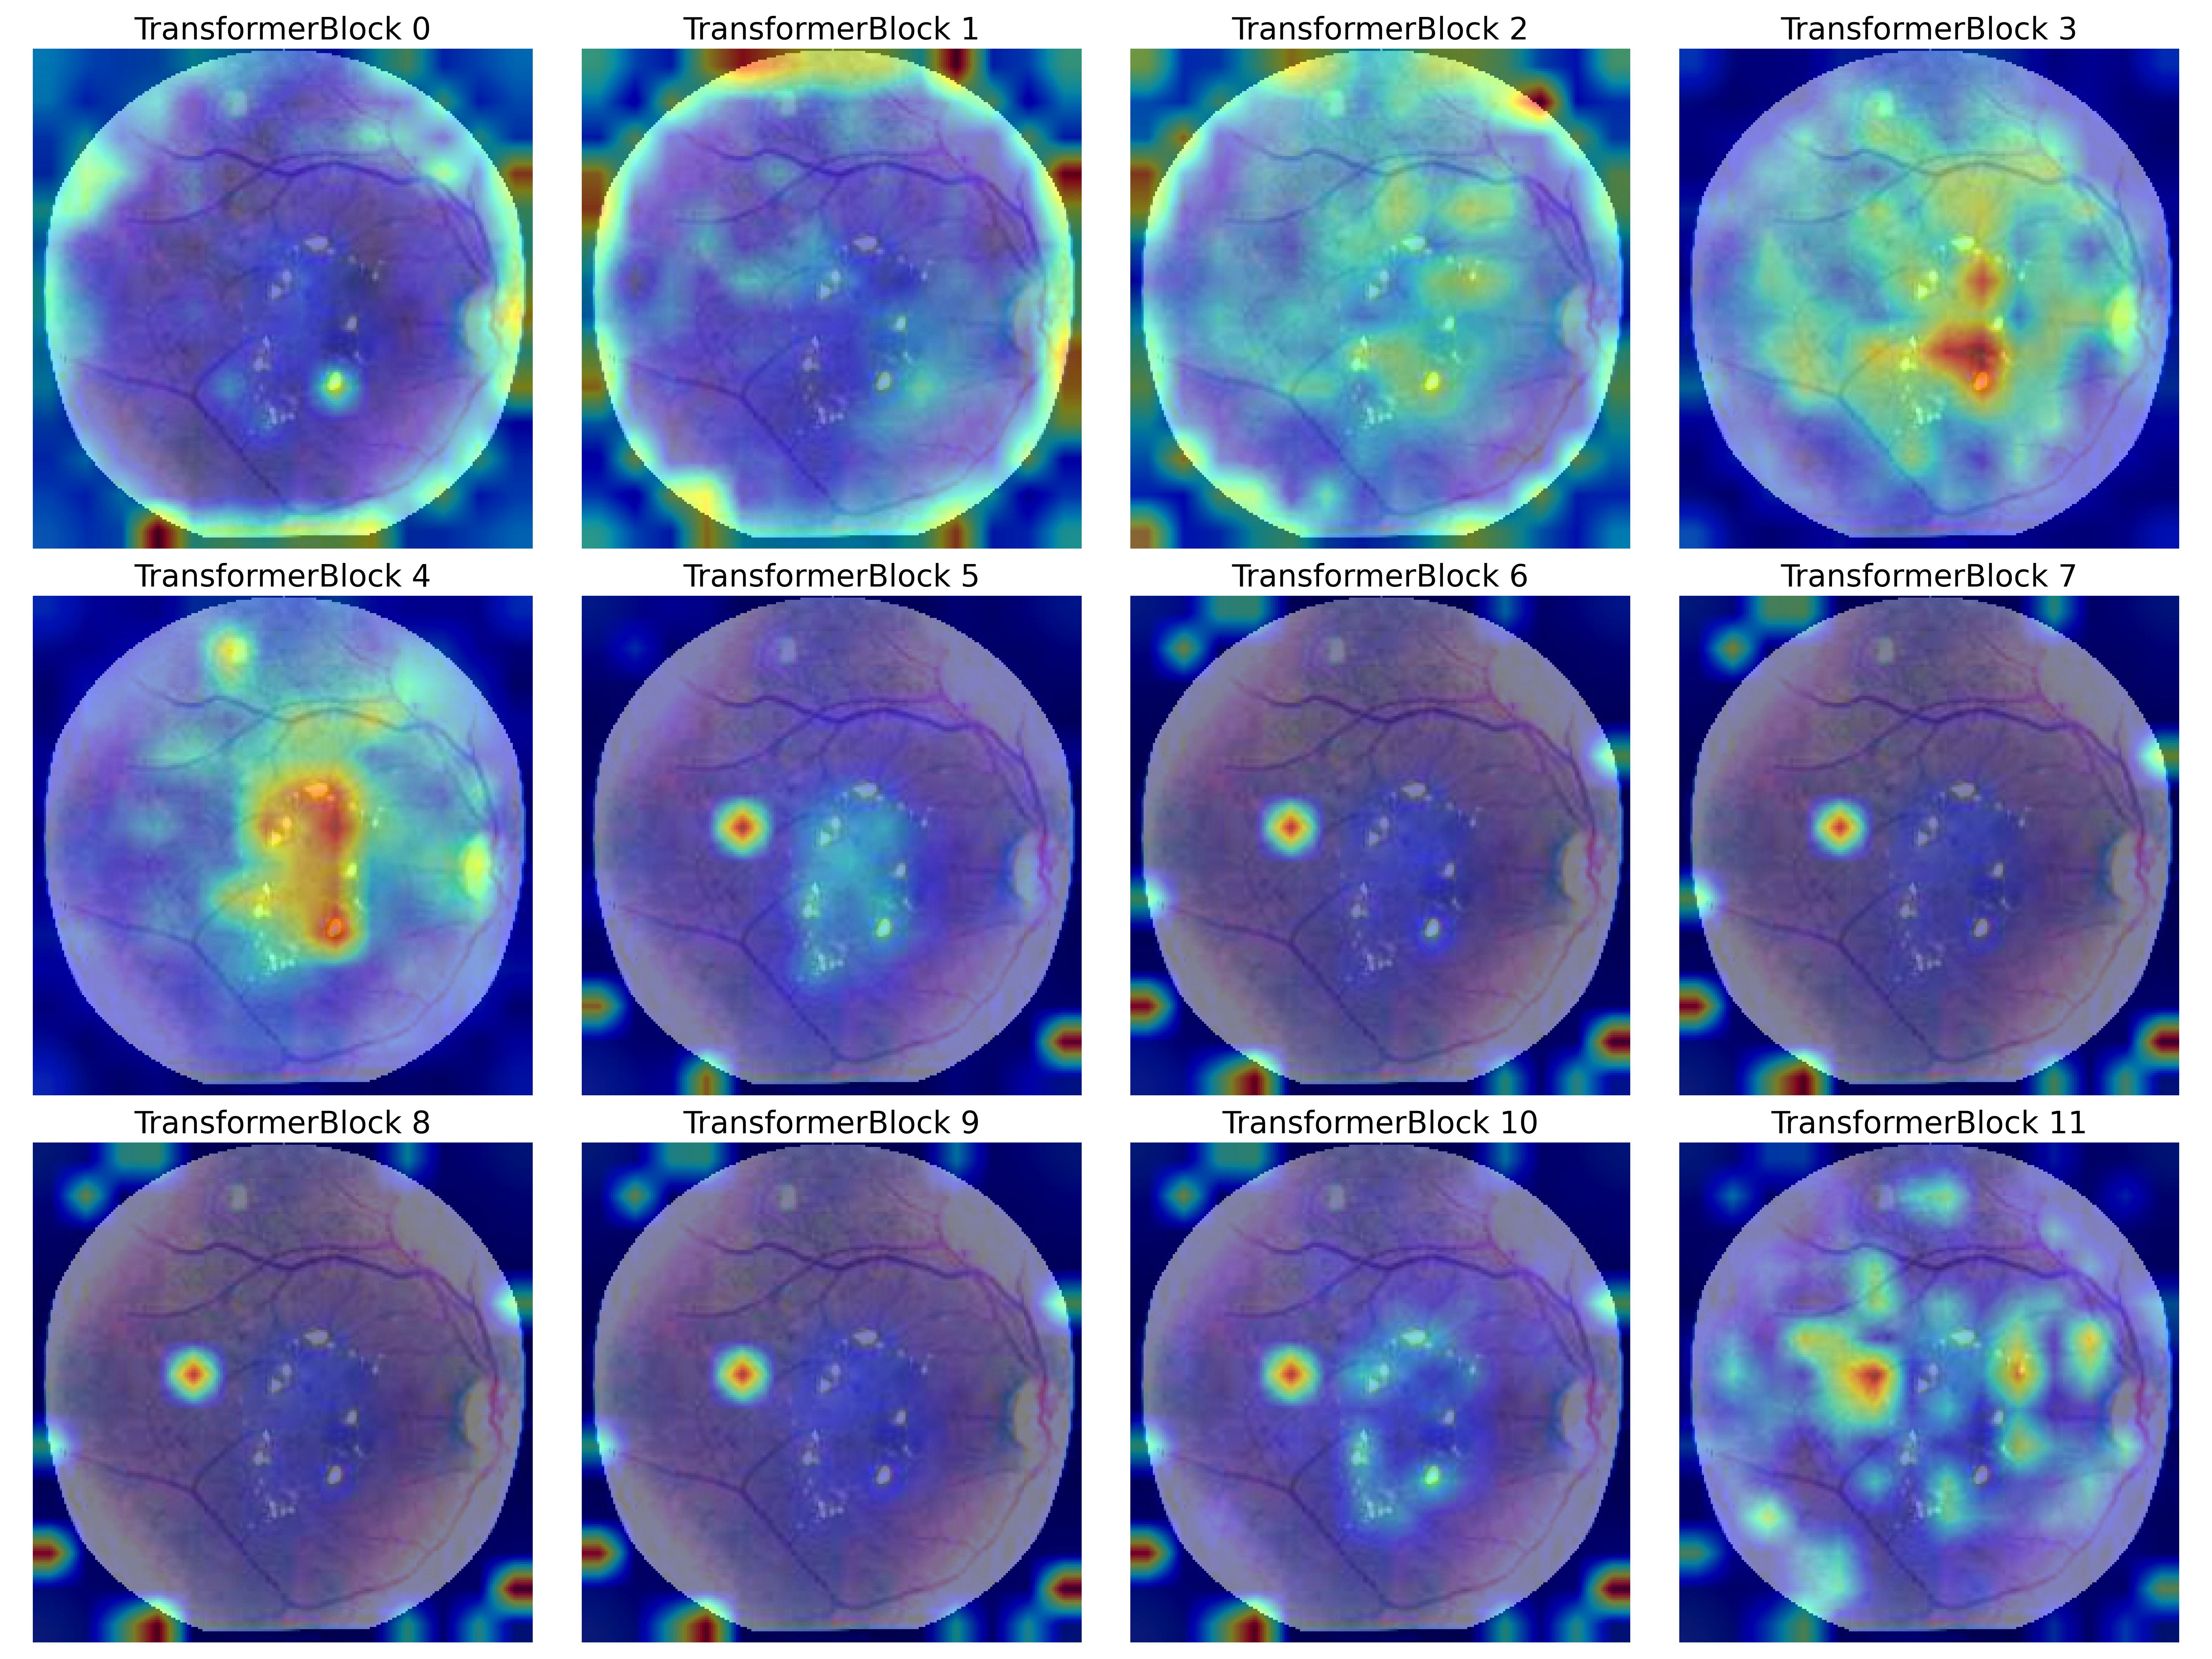 TransformerBlock 0
TransformerBlock 1
TransformerBlock 2
TransformerBlock 3
TransformerBlock 4
TransformerBlock 5
TransformerBlock 6
TransformerBlock 7
TransformerBlock 8
TransformerBlock 9
TransformerBlock 10
TransformerBlock 11